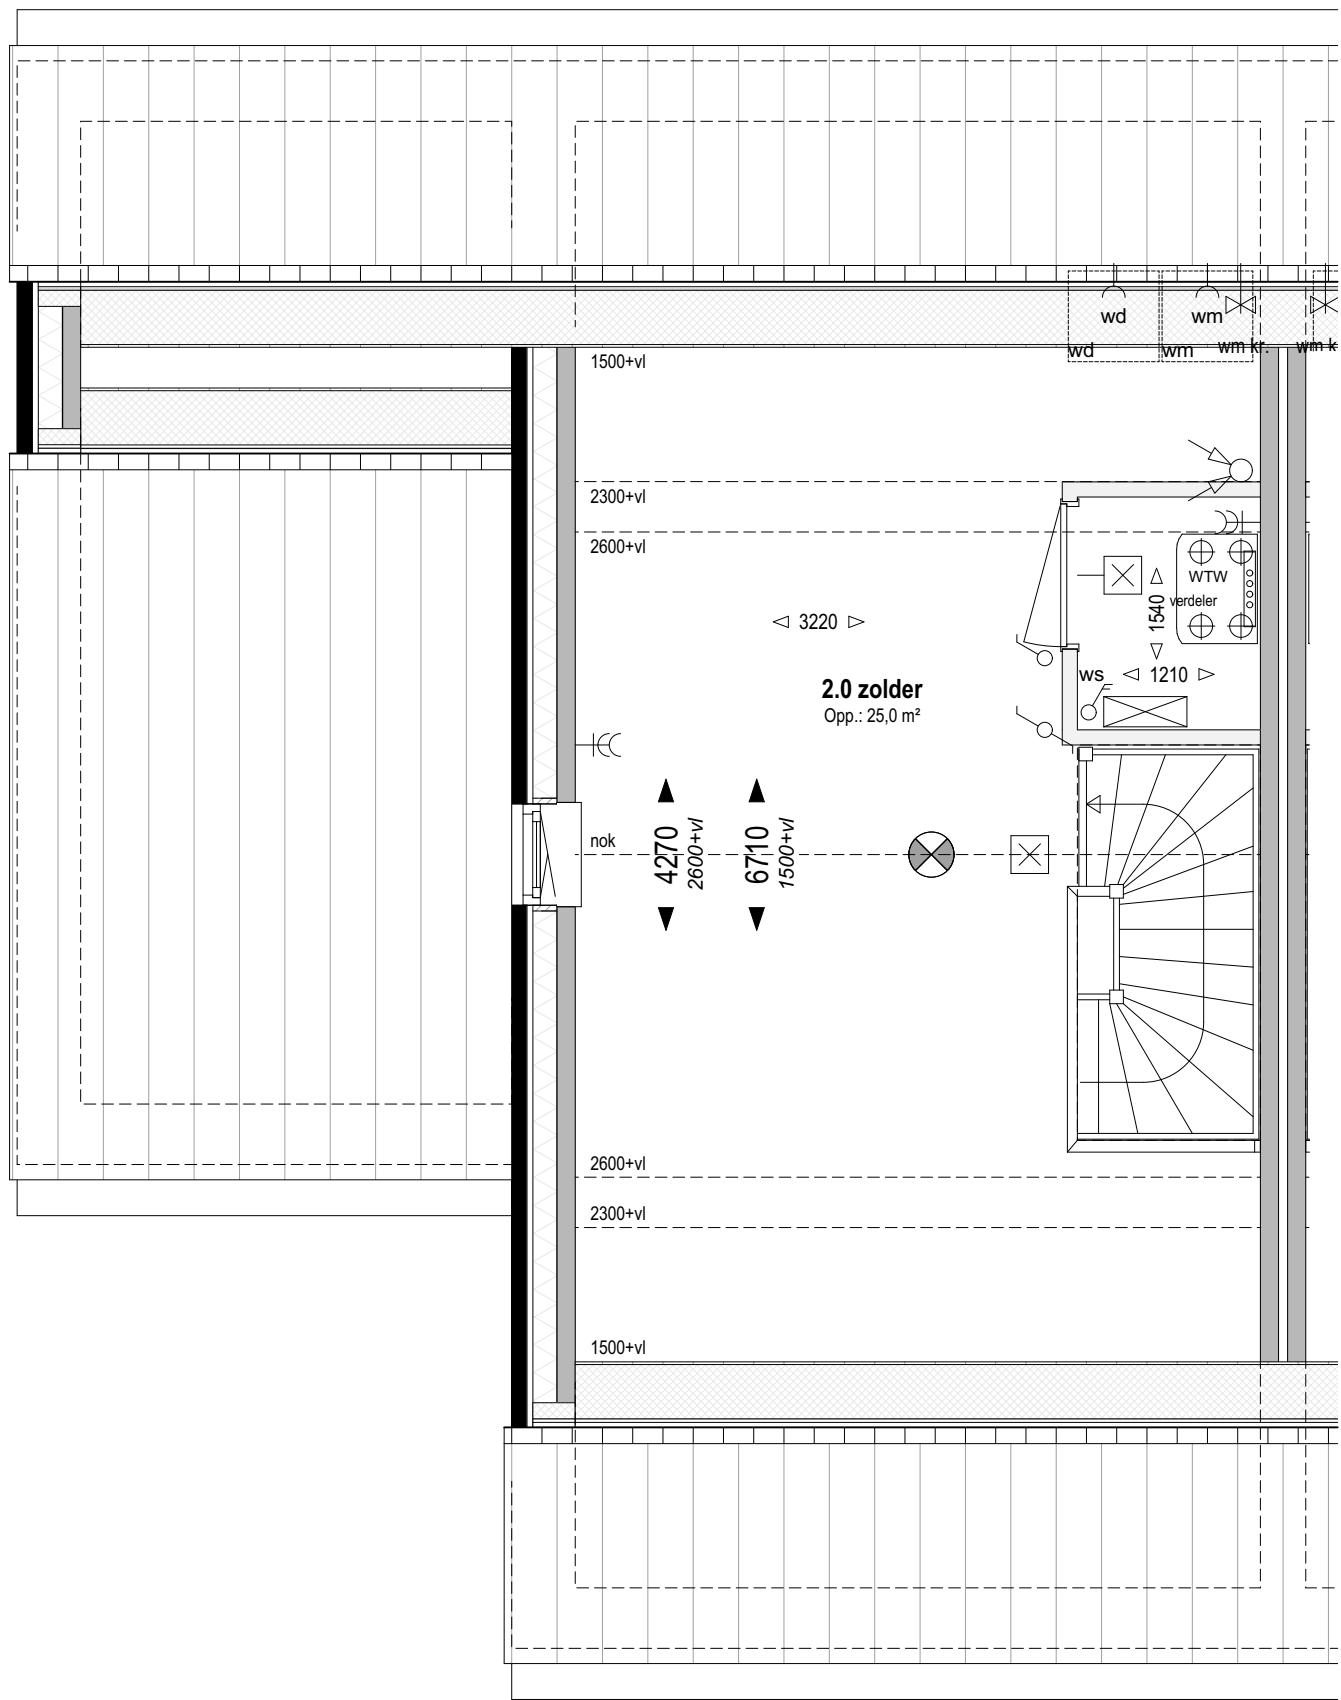 wd
wm
wd
wm
wm kr.
wm k
1500+vl
2300+vl
2600+vl
WTW
verdeler
1540
3220
ws
1210
2.0 zolder
Opp.: 25,0 m²
nok
4270
2600+vl
6710
1500+vl
2600+vl
2300+vl
1500+vl